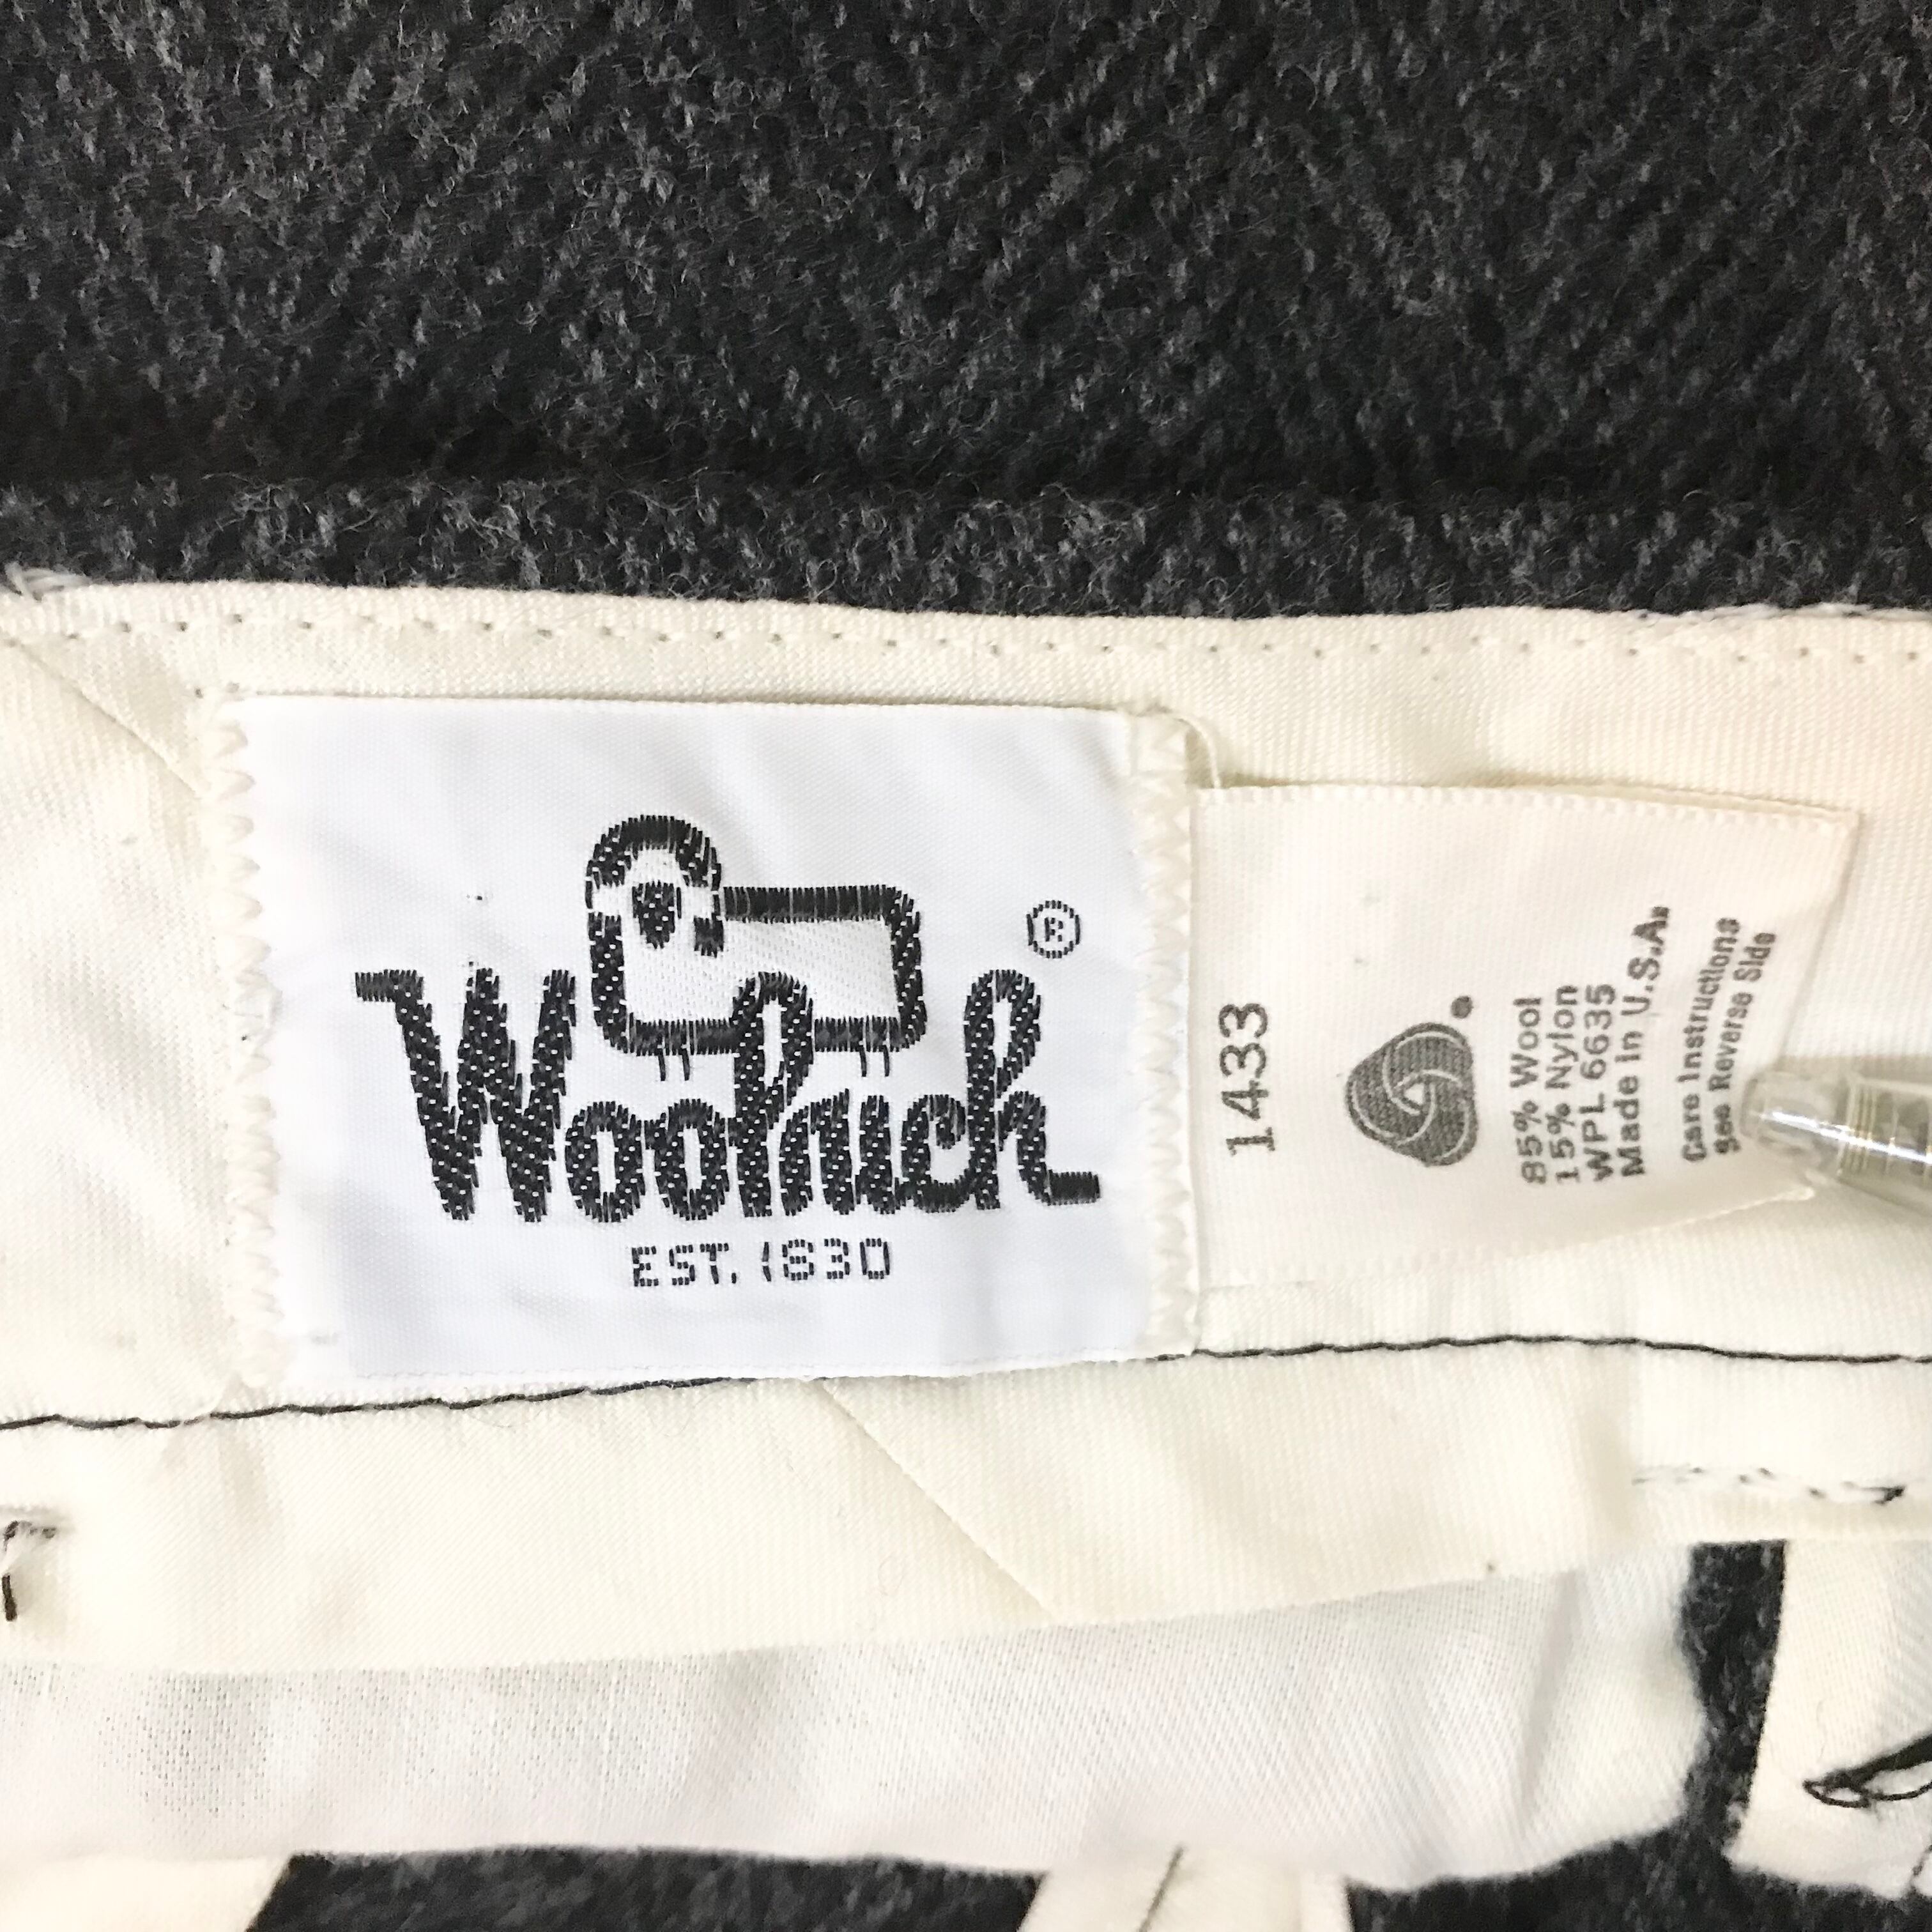 Woolrich
®
EST. 1830
1433
85% Wool
15% Nylon
WPL 6635
Made in U.S.A.
Care Instructions
See Reverse Side